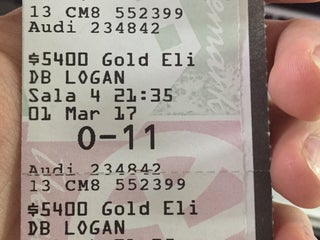 13 CM8 552399
Audi 234842
$5400 Gold Eli
DB LOGAN
Sala 4 21:35
01 Mar 17
O-11
Audi 234842
13 CM8 552399
$5400 Gold Eli
DB LOGAN